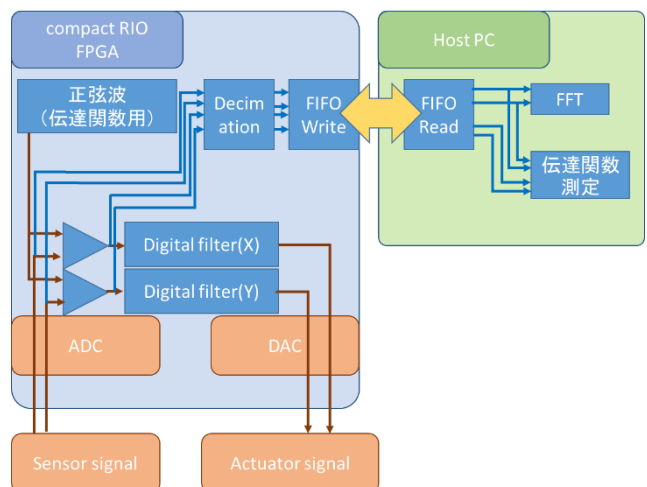 compact RIO
FPGA
Host PC
正弦波
（伝達関数用）
Decim
ation
FIFO
Write
FIFO
Read
FFT
伝達関数
測定
Digital filter(X)
Digital filter(Y)
ADC
DAC
Sensor signal
Actuator signal